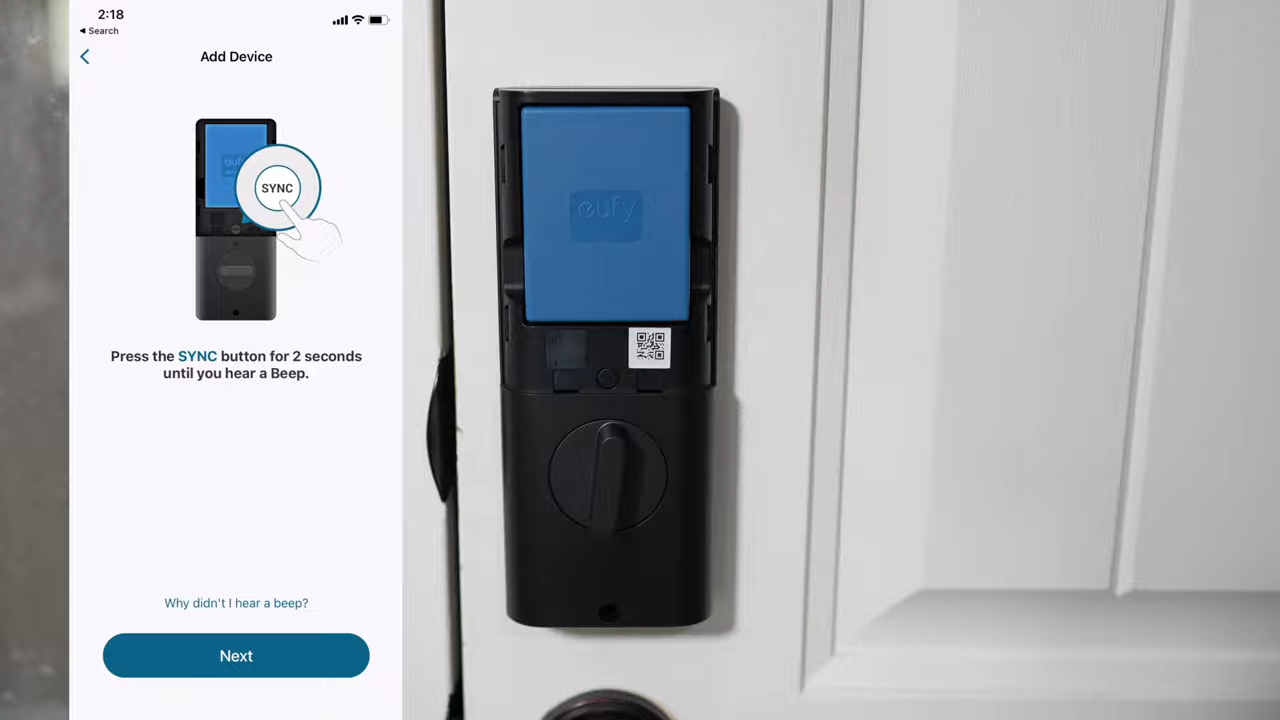 2:18
Search
Add Device
eufy
SYNC
Press the SYNC button for 2 seconds
until you hear a Beep.
Why didn't I hear a beep?
Next
eufy